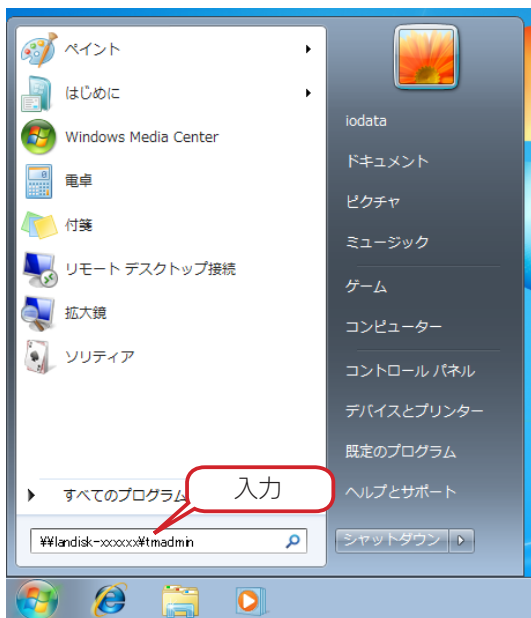 ペイント
はじめに
Windows Media Center
電卓
付箋
リモート デスクトップ接続
拡大鏡
ソリティア
すべてのプログラム
入力
¥¥landisk-xxxxxx¥tmadmin
iodata
ドキュメント
ピクチャ
ミュージック
ゲーム
コンピューター
コントロール パネル
デバイスとプリンター
既定のプログラム
ヘルプとサポート
シャットダウン